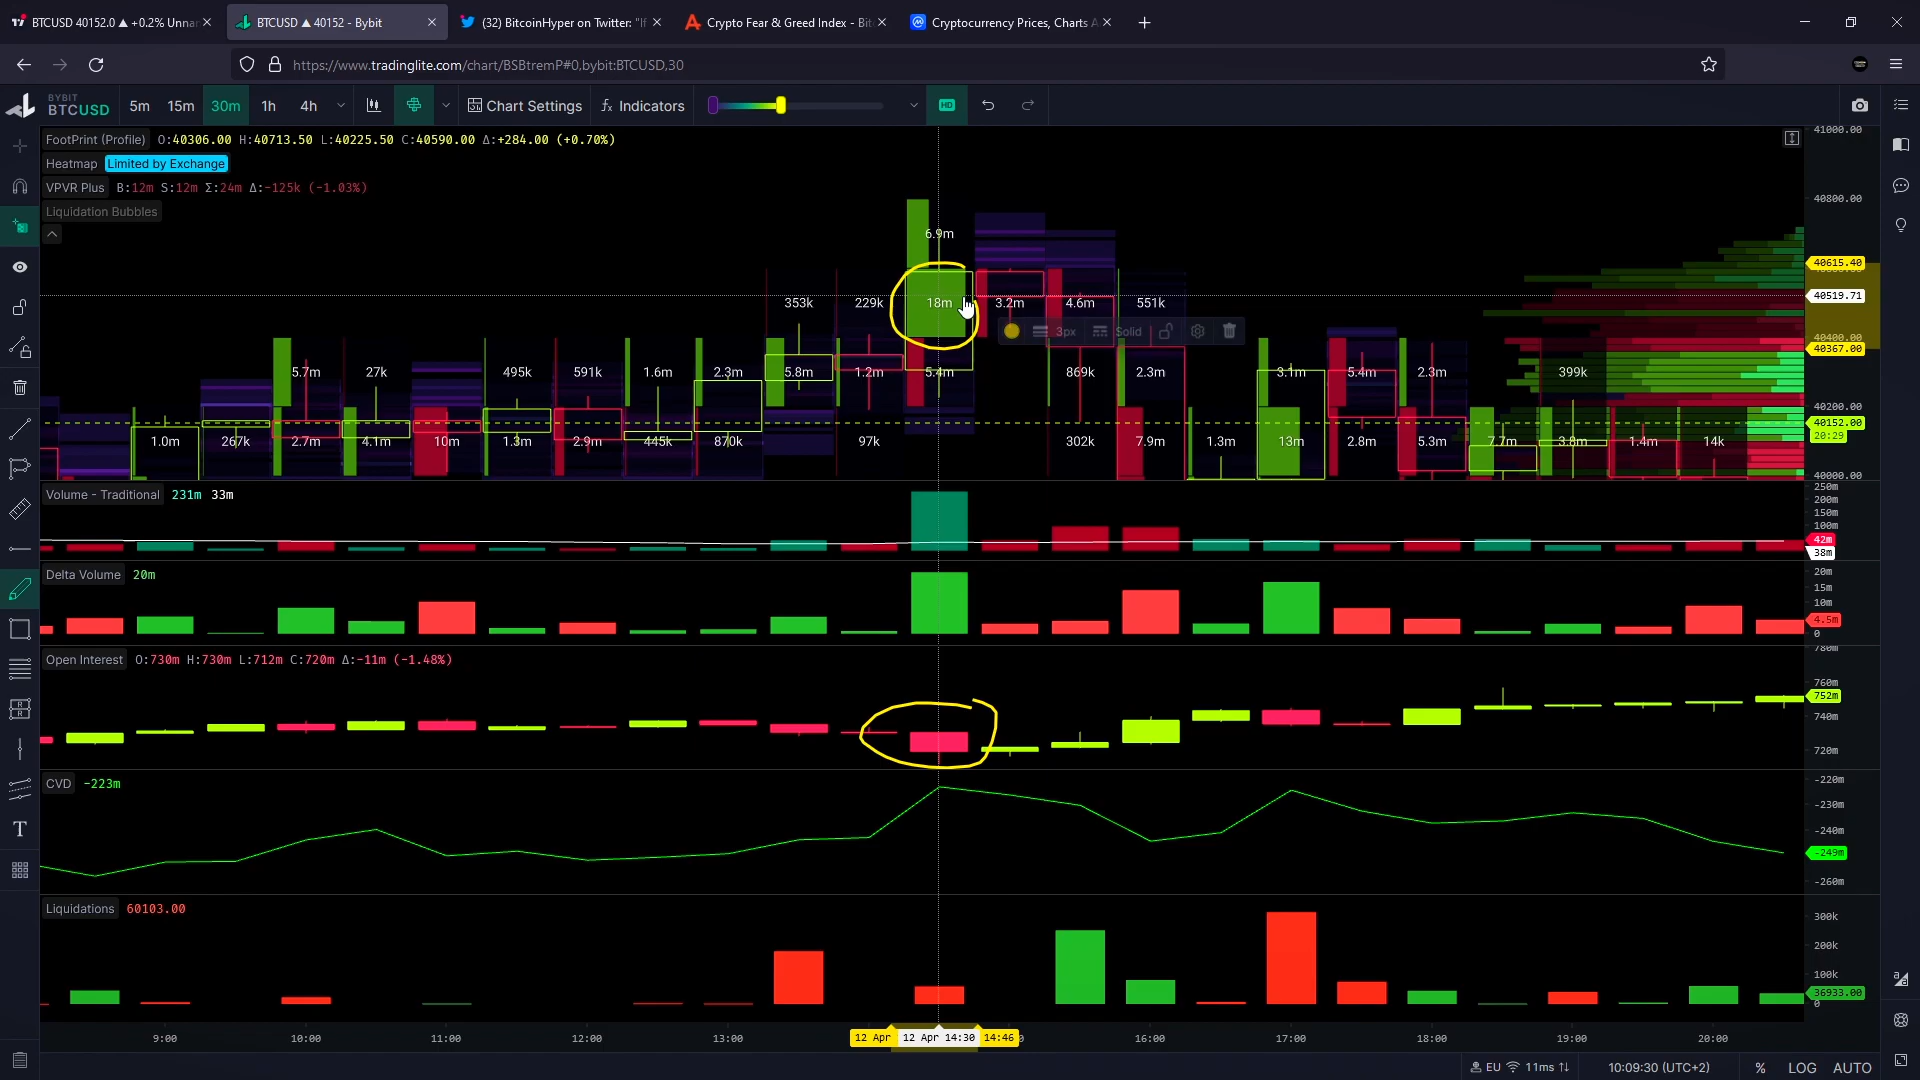 BTCUSD 40152.0 ▲ +0.2% Unnar
BTCUSD ▲ 40152 - Bybit
(32) BitcoinHyper on Twitter: "If
Crypto Fear & Greed Index - Bit
Cryptocurrency Prices, Charts A
https://www.tradinglite.com/chart/BSBtremP#0,bybit:BTCUSD,30
BYBIT
BTCUSD 5m 15m 30m 1h 4h Chart Settings fx Indicators HD
FootPrint (Profile) O:40306.00 H:40713.50 L:40225.50 C:40590.00 Δ:+284.00 (+0.70%)
Heatmap Limited by Exchange
VPVR Plus B:12m S:12m Σ:24m Δ:-125k (-1.03%)
Liquidation Bubbles
41000.00
40800.00
6.9m
40615.40
40519.71
353k 229k 18m 3.2m 4.6m 551k
3px Solid
40400.00
40367.00
5.7m 27k 495k 591k 1.6m 2.3m 5.8m 1.2m 5.4m 869k 2.3m 3.1m 5.4m 2.3m 399k
40200.00
40152.00
20:29
1.0m 267k 2.7m 4.1m 10m 1.3m 2.9m 445k 870k 97k 302k 7.9m 1.3m 13m 2.8m 5.3m 7.7m 3.8m 1.4m 14k
40000.00
Volume - Traditional 231m 33m
250m
200m
150m
100m
42m
38m
Delta Volume 20m
20m
15m
10m
4.5m
0
Open Interest O:730m H:730m L:712m C:720m Δ:-11m (-1.48%)
780m
760m
752m
740m
720m
CVD -223m
-220m
-230m
-240m
-249m
-260m
Liquidations 60103.00
300k
200k
100k
36933.00
0
9:00 10:00 11:00 12:00 13:00 12 Apr 12 Apr 14:30 14:46 16:00 17:00 18:00 19:00 20:00
EU 11ms 10:09:30 (UTC+2) % LOG AUTO